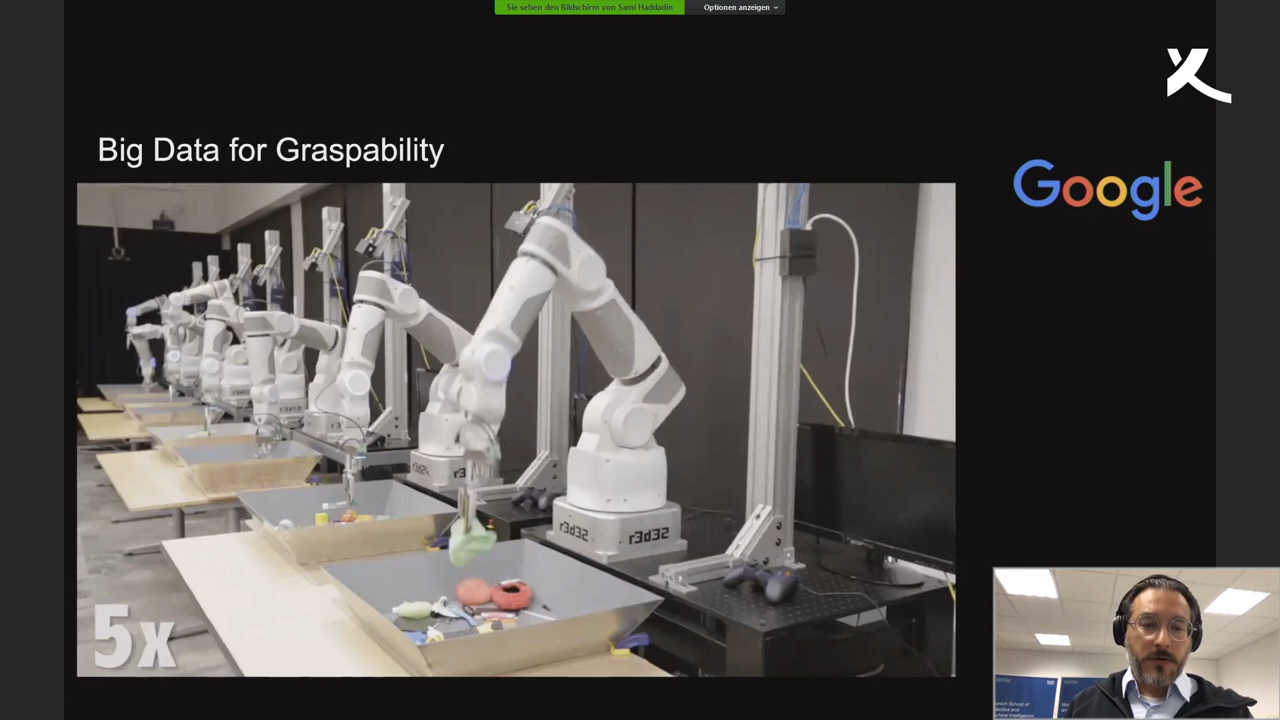 Sie sehen den Bildschirm von Sami Haddadin
Optionen anzeigen
Big Data for Graspability
Google
r3d32
r3d32
5x